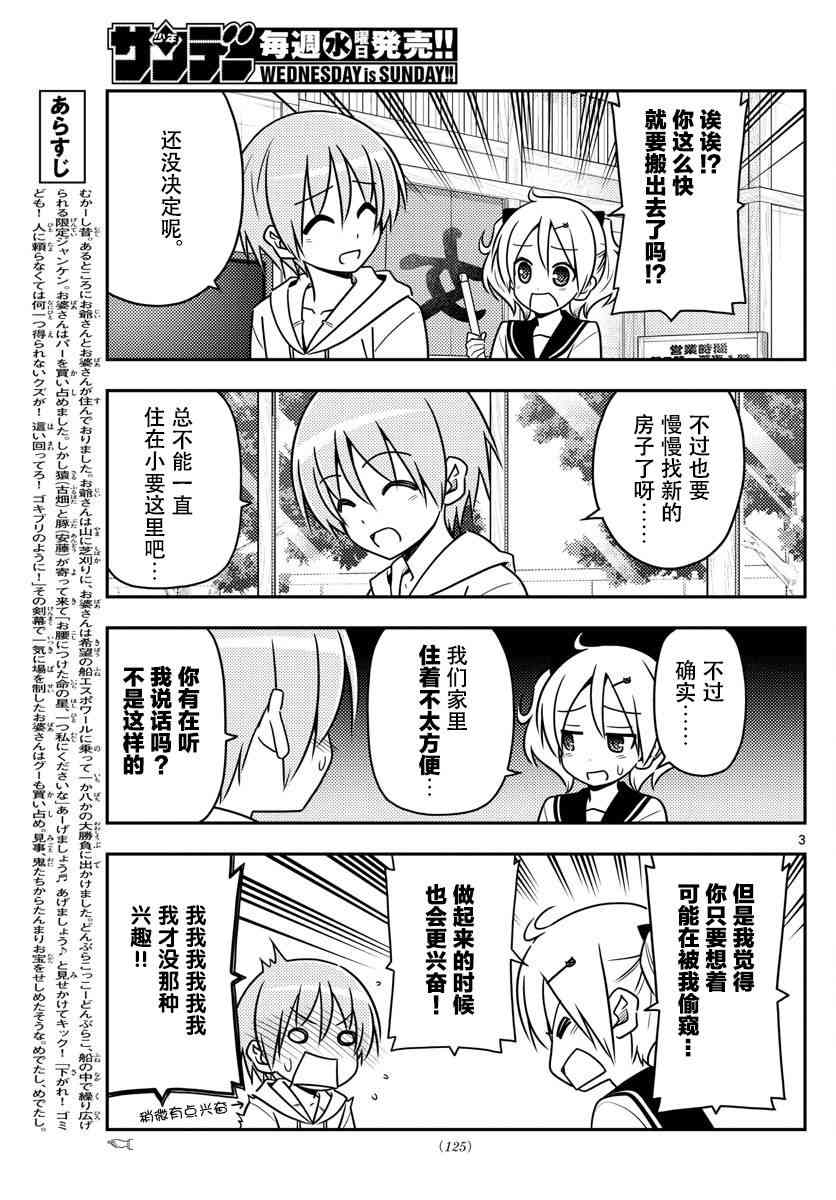 少年サンデー
毎週水曜日発売!!
WEDNESDAY is SUNDAY!!
诶诶!?
你这么快
就要搬出去了吗!?
还没决定呢。
营業時間
不过也要
慢慢找新的
房子了呀…
总不能一直
住在小要这里吧…
不过
确实……
我们家里
住着不太方便…
你有在听
我说话吗?
不是这样的
3
但是我觉得
你只要想着
可能在被我偷窥……
做起来的时候
也会更兴奋!
我我我我我我
我才没那种
兴趣!!
稍微有点兴奋
(125)
あらすじ
むかーし昔。あるところにお爺さんとお婆さんが住んでおりました。お爺さんは山に芝刈りに、お婆さんは希望の船エスポワールに乗って一か八かの大勝負に出かけました。どんぶらこっこーどんぶらこ、船の中で繰り広げ
られる限定ジャンケン。お婆さんはパーを買い占めました。しかし猿(古畑)と豚(安藤)が寄って来て「お腰につけた命の星、一つ私にくださいな」あーげましょう♬あげましょう♪と見せかけてキック!「下がれ!ゴミ
ども!人に頼らなくては何一つ得られないクズが!這い回ってろ!ゴキブリのように!」その剣幕で一気に場を制したお婆さんはグーも買い占め。見事、鬼たちからたんまりお宝をせしめたそうな。めでたし、めでたし。